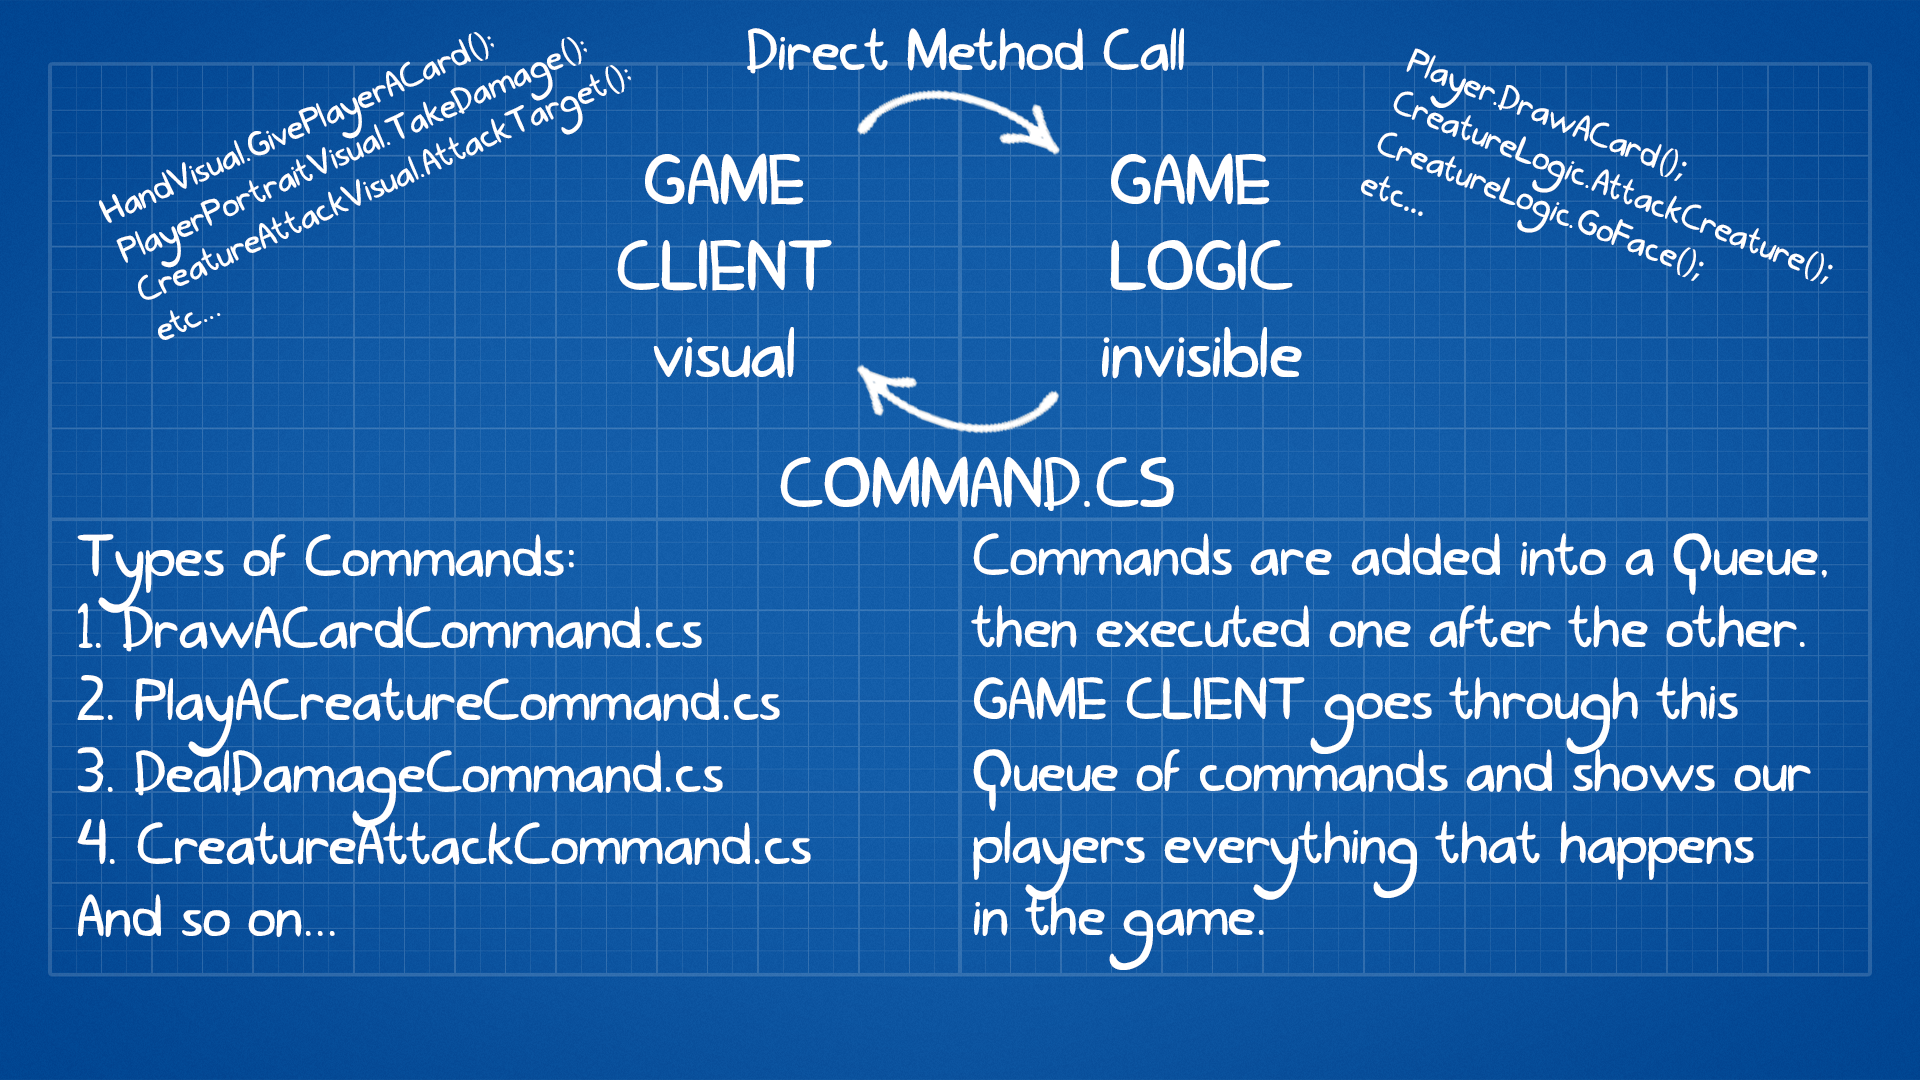 Direct Method Call
HandVisual.GivePlayerACard();
PlayerPortraitVisual.TakeDamage();
CreatureAttackVisual.AttackTarget();
etc...
GAME
CLIENT
visual
GAME
LOGIC
invisible
Player.DrawACard();
CreatureLogic.AttackCreature();
CreatureLogic.GoFace();
etc...
COMMAND.CS
Types of Commands:
1. DrawACardCommand.cs
2. PlayACreatureCommand.cs
3. DealDamageCommand.cs
4. CreatureAttackCommand.cs
And so on...
Commands are added into a Queue,
then executed one after the other.
GAME CLIENT goes through this
Queue of commands and shows our
players everything that happens
in the game.